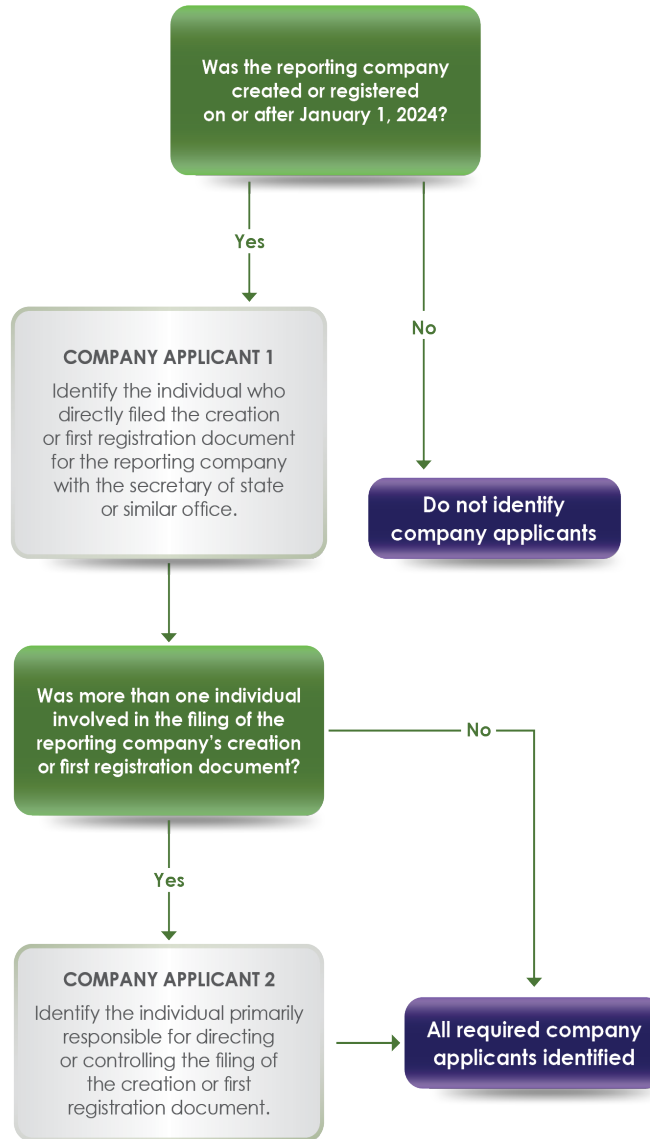 Was the reporting company
created or registered
on or after January 1, 2024?
Yes
No
COMPANY APPLICANT 1
Identify the individual who
directly filed the creation
or first registration document
for the reporting company
with the secretary of state
or similar office.
Do not identify
company applicants
Was more than one individual
involved in the filing of the
reporting company’s creation
or first registration document?
No
Yes
COMPANY APPLICANT 2
Identify the individual primarily
responsible for directing
or controlling the filing of
the creation or first
registration document.
All required company
applicants identified